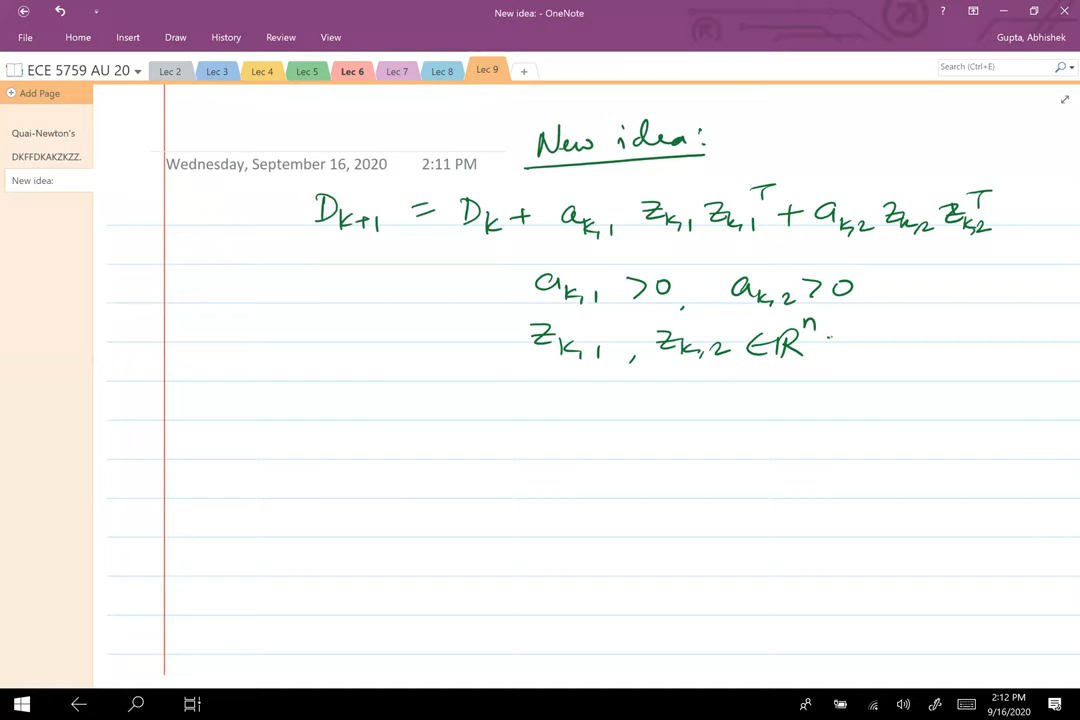 New idea: - OneNote
Gupta, Abhishek
File Home Insert Draw History Review View
ECE 5759 AU 20 Lec 2 Lec 3 Lec 4 Lec 5 Lec 6 Lec 7 Lec 8 Lec 9
Search (Ctrl+E)
Add Page
Quai-Newton's
DKFFDKAKZKZZ.
New idea:
New idea:
Wednesday, September 16, 2020 2:11 PM
D_{k+1} = D_k + a_{k,1} z_{k,1} z_{k,1}^T + a_{k,2} z_{k,2} z_{k,2}^T
a_{k,1} > 0, a_{k,2} > 0
z_{k,1}, z_{k,2} ∈ ℝ^n.
2:12 PM
9/16/2020